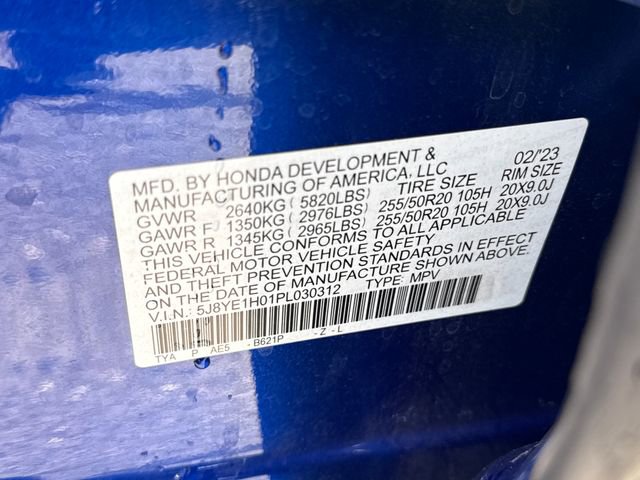 MFD. BY HONDA DEVELOPMENT & 02/'23
MANUFACTURING OF AMERICA, LLC
GVWR 2640KG ( 5820LBS) TIRE SIZE RIM SIZE
GAWR F 1350KG ( 2976LBS) 255/50R20 105H 20X9.0J
GAWR R 1345KG ( 2965LBS) 255/50R20 105H 20X9.0J
THIS VEHICLE CONFORMS TO ALL APPLICABLE
FEDERAL MOTOR VEHICLE SAFETY
AND THEFT PREVENTION STANDARDS IN EFFECT
ON THE DATE OF MANUFACTURE SHOWN ABOVE.
V.I.N.: 5J8YE1H01PL030312 TYPE: MPV
TYA P AE5 - B621P - Z - L